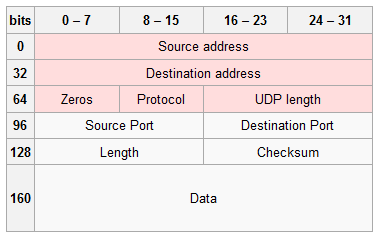 bits 0 – 7 8 – 15 16 – 23 24 – 31
0 Source address
32 Destination address
64 Zeros Protocol UDP length
96 Source Port Destination Port
128 Length Checksum
160 Data